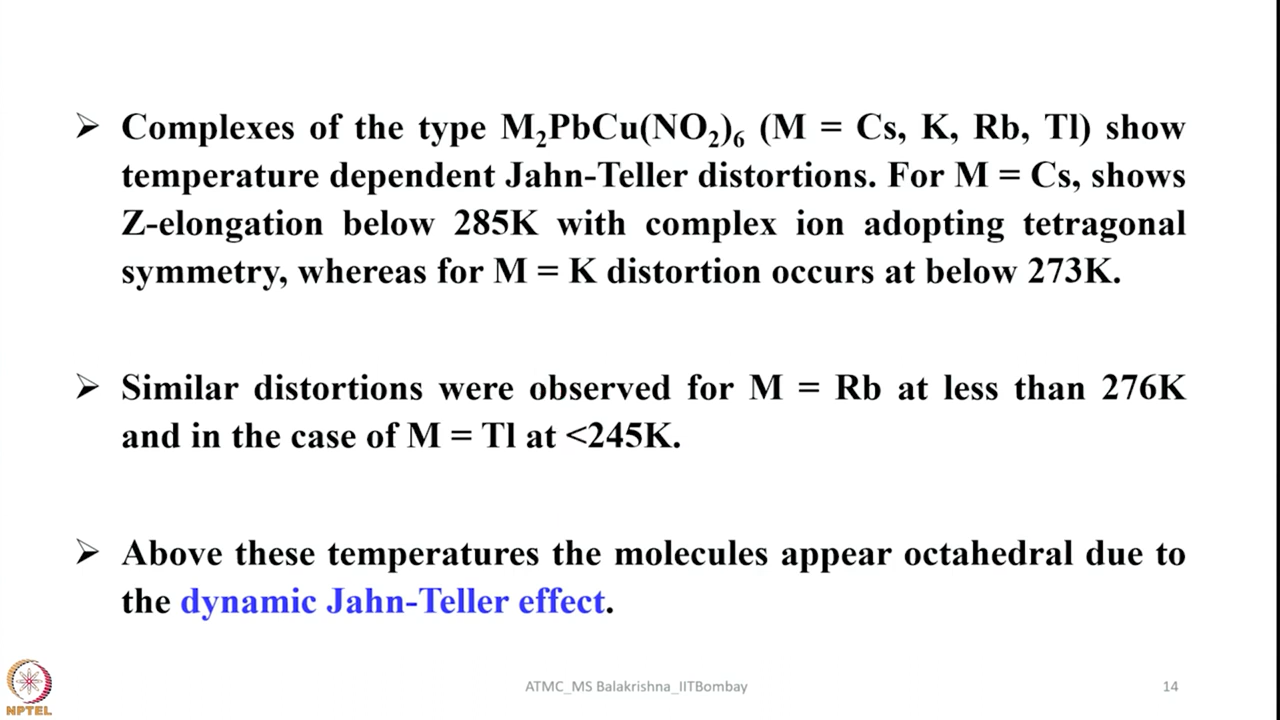 ➢ Complexes of the type M₂PbCu(NO₂)₆ (M = Cs, K, Rb, Tl) show
temperature dependent Jahn-Teller distortions. For M = Cs, shows
Z-elongation below 285K with complex ion adopting tetragonal
symmetry, whereas for M = K distortion occurs at below 273K.
➢ Similar distortions were observed for M = Rb at less than 276K
and in the case of M = Tl at <245K.
➢ Above these temperatures the molecules appear octahedral due to
the dynamic Jahn-Teller effect.
NPTEL
ATMC_MS Balakrishna_IITBombay
14